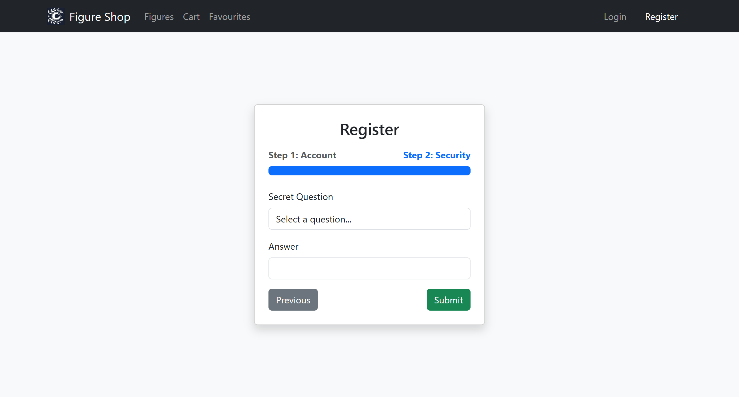 Figure Shop Figures Cart Favourites Login Register
Register
Step 1: Account Step 2: Security
Secret Question
Select a question...
Answer
Previous Submit